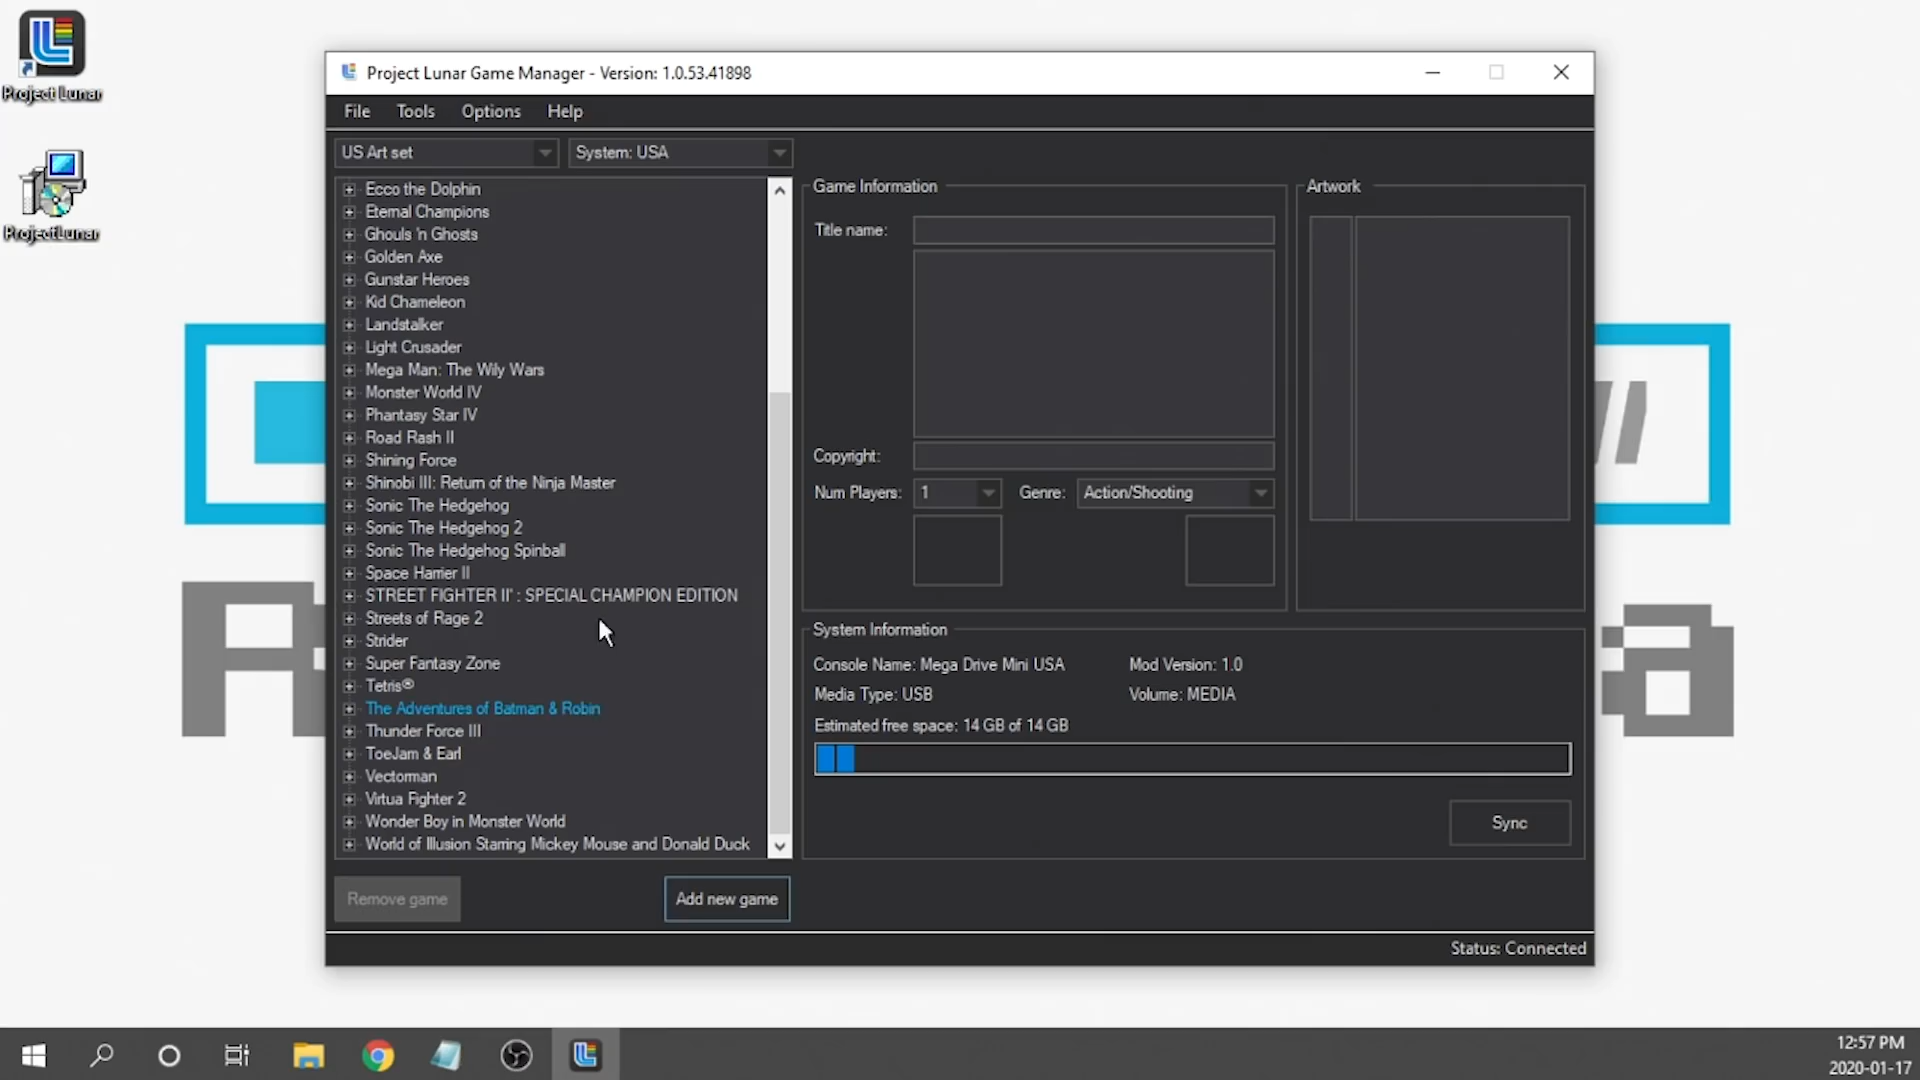 Project Lunar
ProjectLunar
Project Lunar Game Manager - Version: 1.0.53.41898
File Tools Options Help
US Art set
System: USA
Ecco the Dolphin
Eternal Champions
Ghouls 'n Ghosts
Golden Axe
Gunstar Heroes
Kid Chameleon
Landstalker
Light Crusader
Mega Man: The Wily Wars
Monster World IV
Phantasy Star IV
Road Rash II
Shining Force
Shinobi III: Return of the Ninja Master
Sonic The Hedgehog
Sonic The Hedgehog 2
Sonic The Hedgehog Spinball
Space Harrier II
STREET FIGHTER II' : SPECIAL CHAMPION EDITION
Streets of Rage 2
Strider
Super Fantasy Zone
Tetris®
The Adventures of Batman & Robin
Thunder Force III
ToeJam & Earl
Vectorman
Virtua Fighter 2
Wonder Boy in Monster World
World of Illusion Starring Mickey Mouse and Donald Duck
Remove game
Add new game
Game Information
Title name:
Copyright:
Num Players: 1 Genre: Action/Shooting
Artwork
System Information
Console Name: Mega Drive Mini USA Mod Version: 1.0
Media Type: USB Volume: MEDIA
Estimated free space: 14 GB of 14 GB
Sync
Status: Connected
12:57 PM
2020-01-17